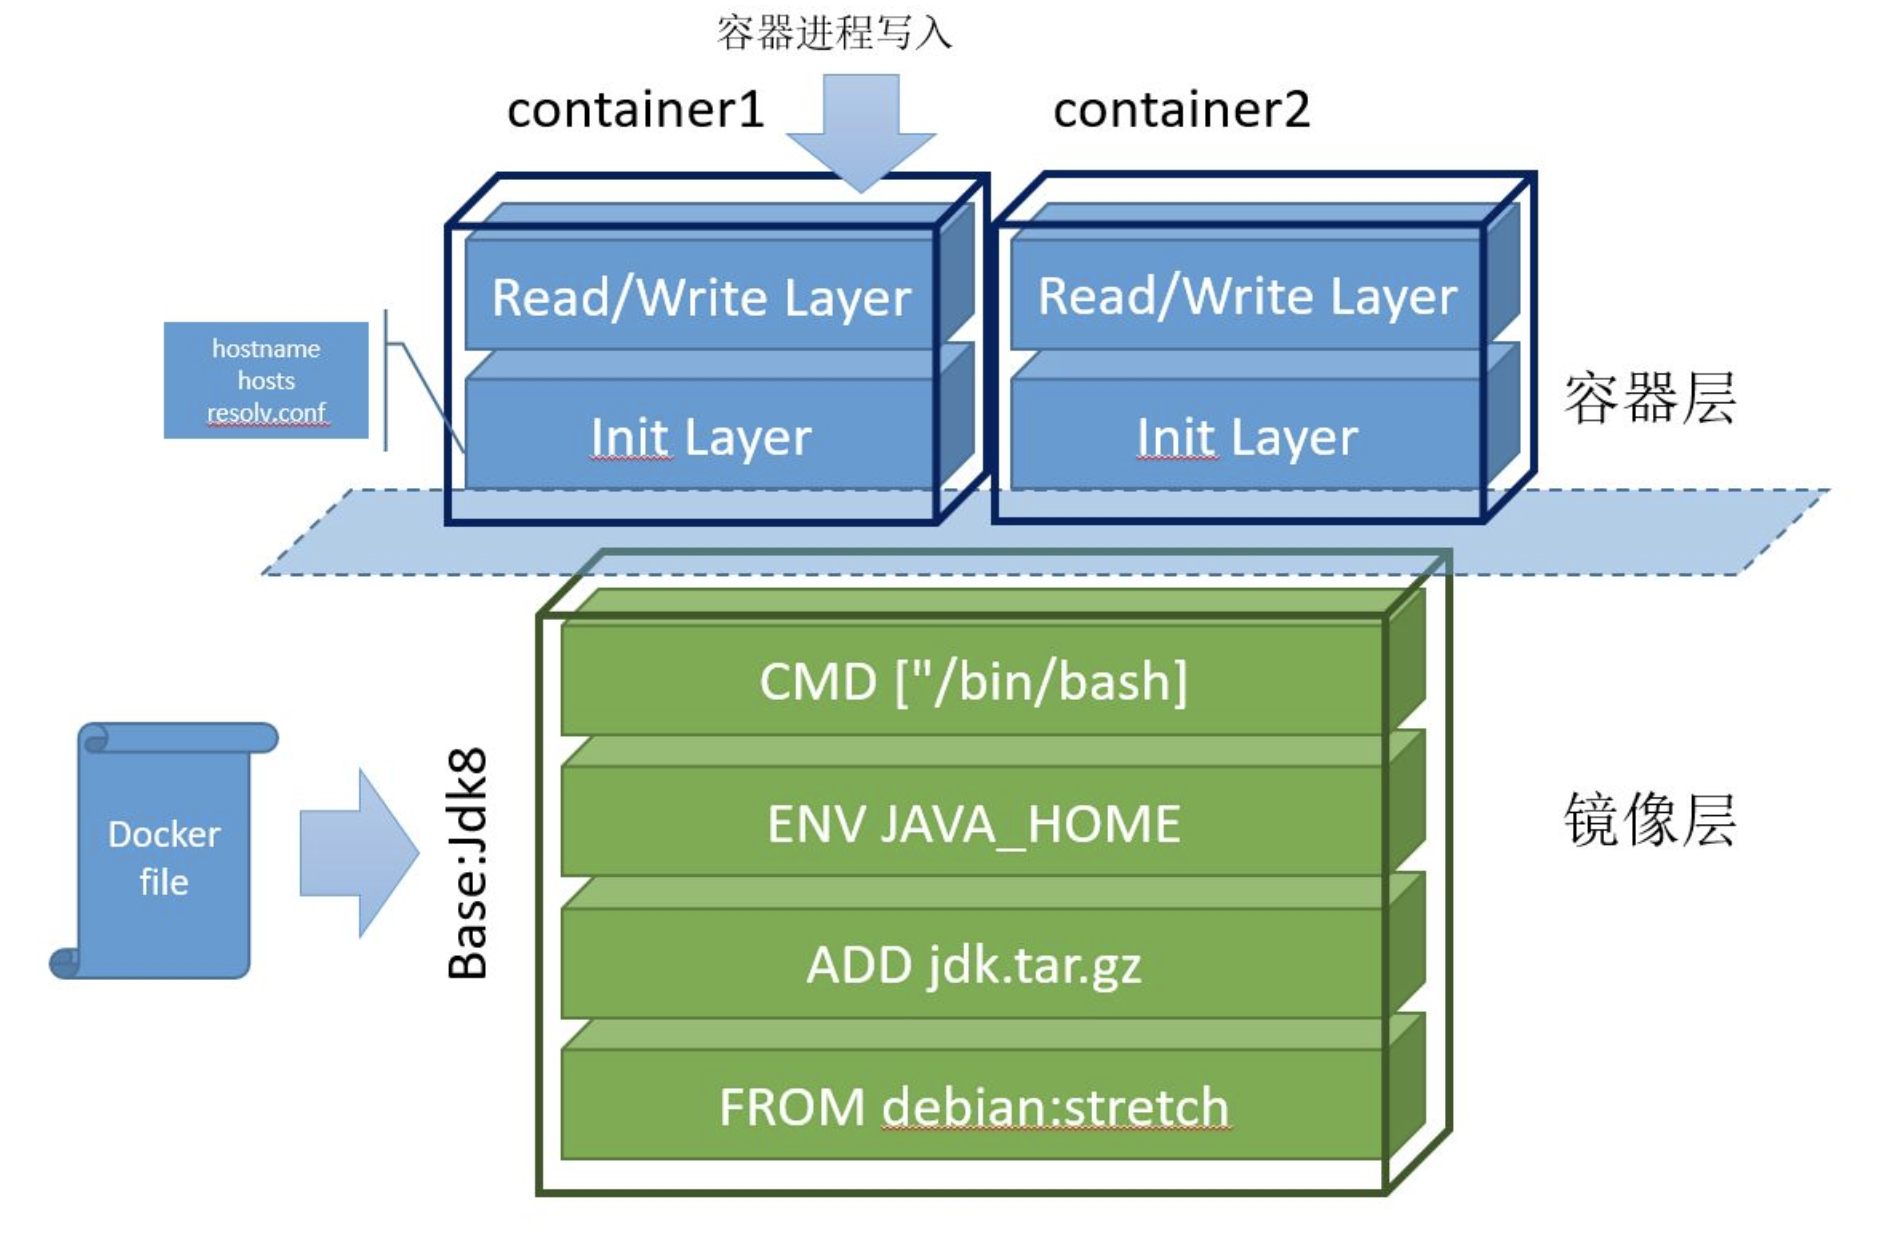 容器进程写入
container1
container2
Read/Write Layer
Read/Write Layer
hostname
hosts
resolv.conf
Init Layer
Init Layer
容器层
CMD ["/bin/bash]
ENV JAVA_HOME
ADD jdk.tar.gz
FROM debian:stretch
Base:Jdk8
Docker
file
镜像层